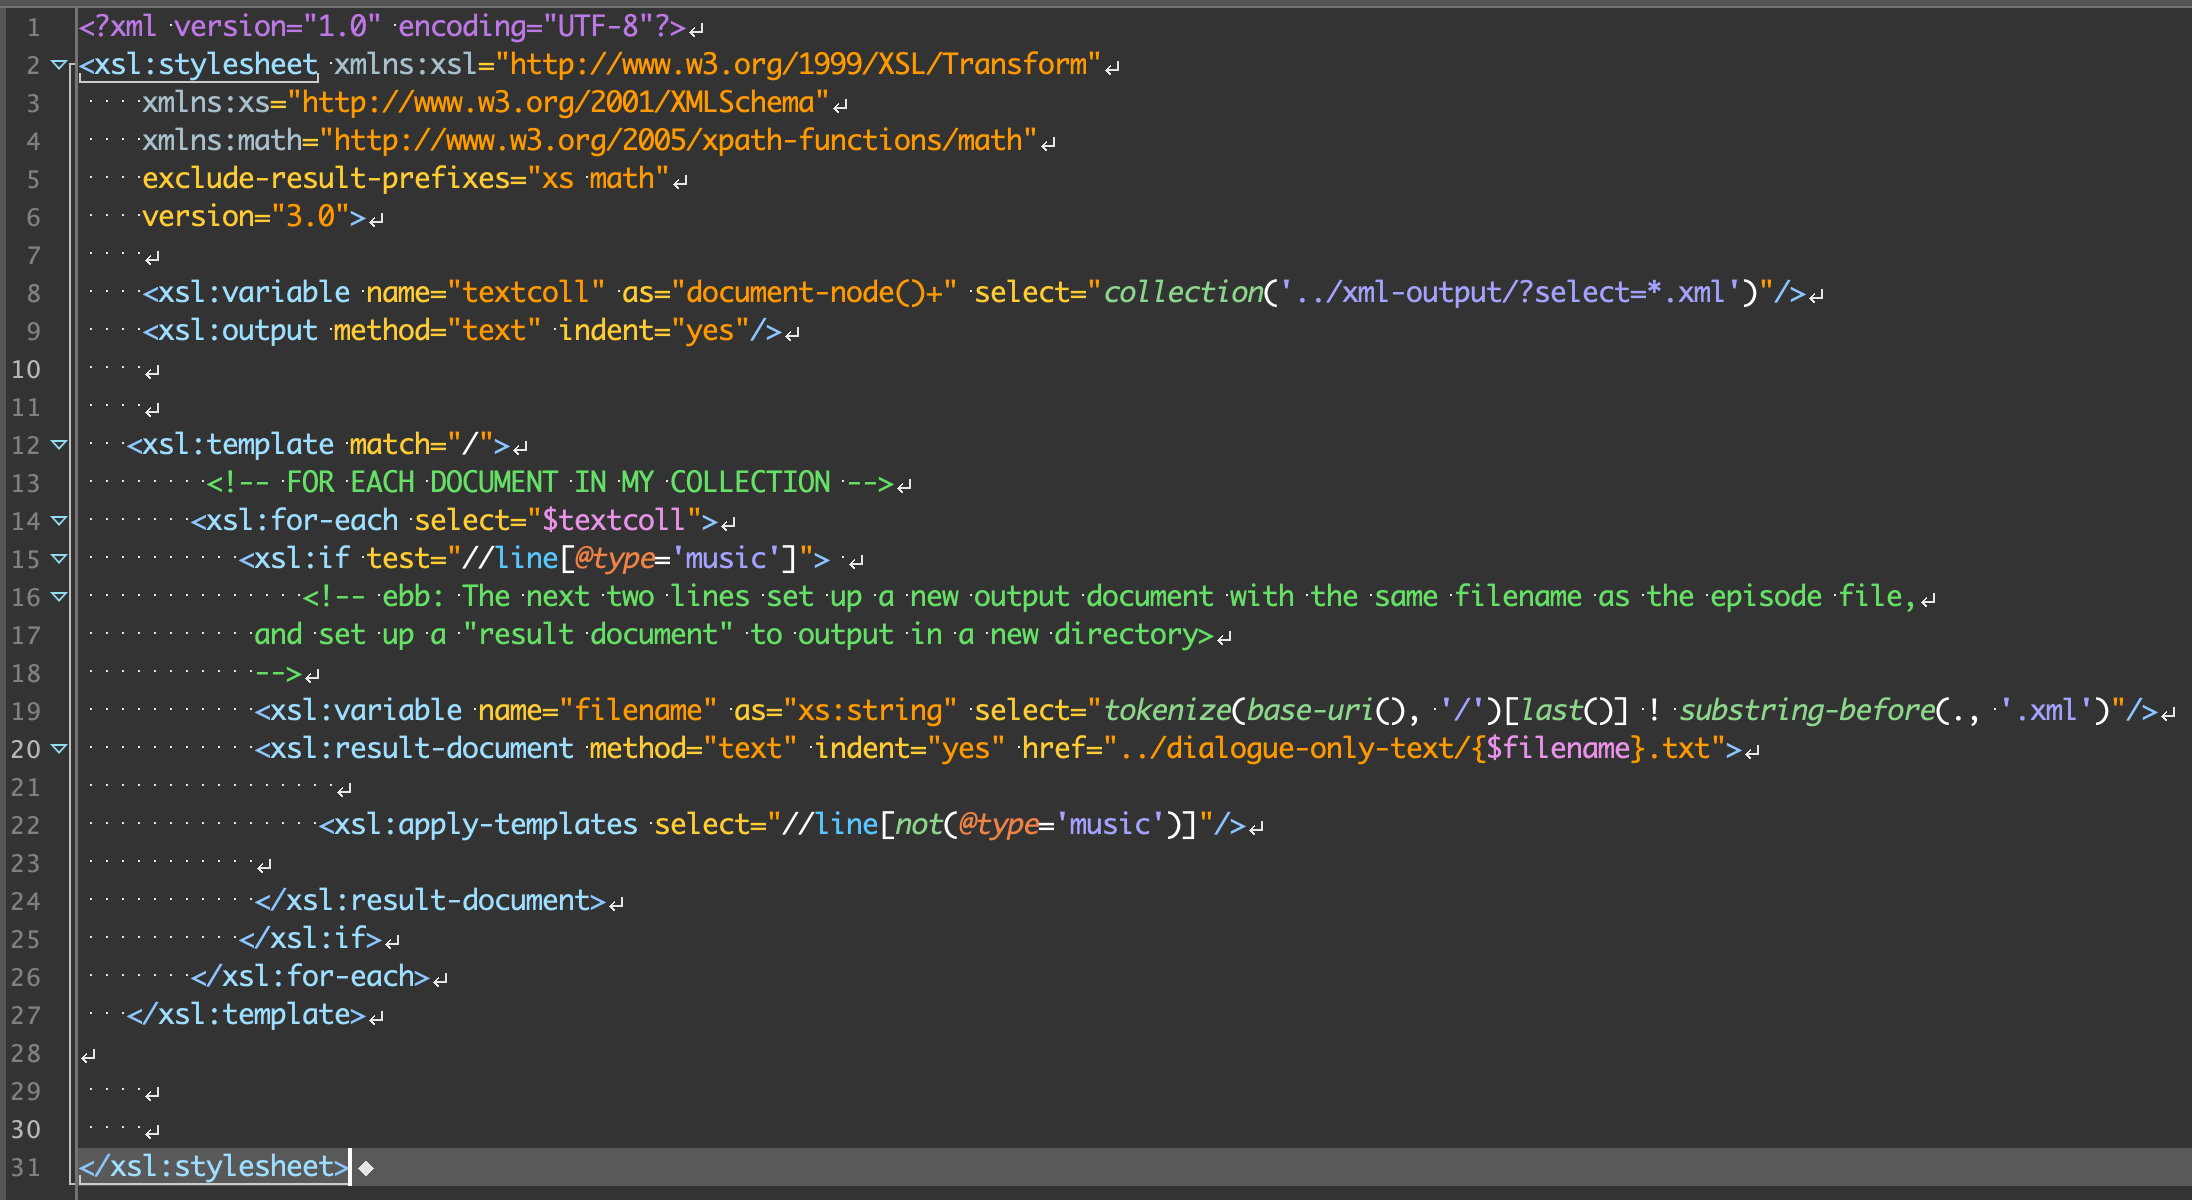 1 <?xml version="1.0" encoding="UTF-8"?>
2 <xsl:stylesheet xmlns:xsl="http://www.w3.org/1999/XSL/Transform"
3     xmlns:xs="http://www.w3.org/2001/XMLSchema"
4     xmlns:math="http://www.w3.org/2005/xpath-functions/math"
5     exclude-result-prefixes="xs math"
6     version="3.0">
7
8     <xsl:variable name="textcoll" as="document-node()+" select="collection('../xml-output/?select=*.xml')"/>
9     <xsl:output method="text" indent="yes"/>
10
11
12    <xsl:template match="/">
13         <!-- FOR EACH DOCUMENT IN MY COLLECTION -->
14        <xsl:for-each select="$textcoll">
15           <xsl:if test="//line[@type='music']">
16               <!-- ebb: The next two lines set up a new output document with the same filename as the episode file,
17            and set up a "result document" to output in a new directory>
18            -->
19            <xsl:variable name="filename" as="xs:string" select="tokenize(base-uri(), '/')[last()] ! substring-before(., '.xml')"/>
20            <xsl:result-document method="text" indent="yes" href="../dialogue-only-text/{$filename}.txt">
21
22                <xsl:apply-templates select="//line[not(@type='music')]"/>
23
24            </xsl:result-document>
25           </xsl:if>
26        </xsl:for-each>
27    </xsl:template>
28
29
30
31 </xsl:stylesheet>